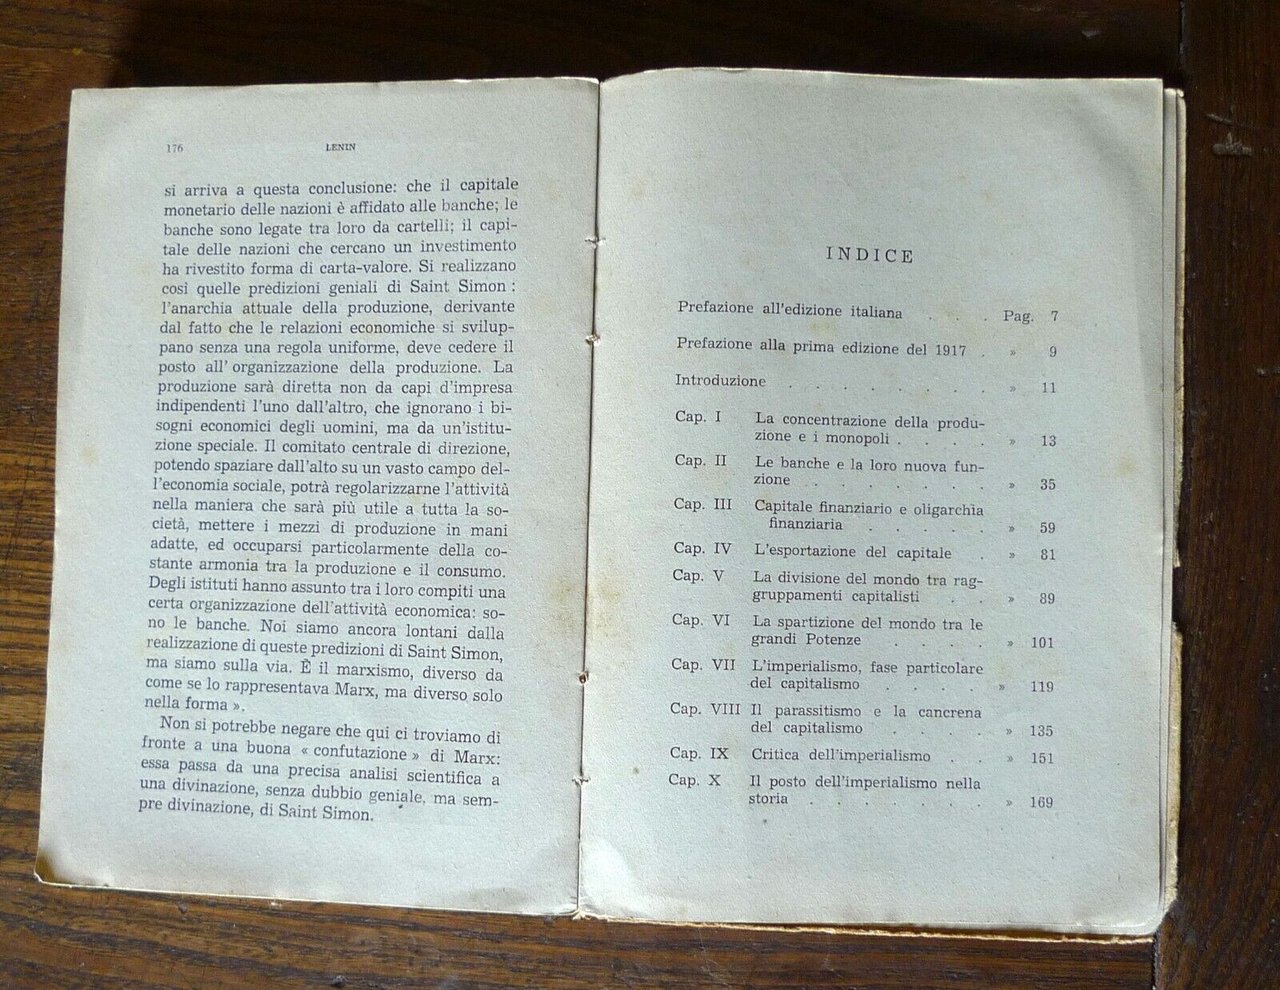 176
LENIN
si arriva a questa conclusione: che il capitale
monetario delle nazioni è affidato alle banche; le
banche sono legate tra loro da cartelli; il capi-
tale delle nazioni che cercano un investimento
ha rivestito forma di carta-valore. Si realizzano
così quelle predizioni geniali di Saint Simon :
l'anarchia attuale della produzione, derivante
dal fatto che le relazioni economiche si svilup-
pano senza una regola uniforme, deve cedere il
posto all' organizzazione della produzione. La
produzione sarà diretta non da capi d'impresa
indipendenti l'uno dall'altro, che ignorano i bi-
sogni economici degli uomini, ma da un'istitu-
zione speciale. Il comitato centrale di direzione,
potendo spaziare dall'alto su un vasto campo del-
l'economia sociale, potrà regolarizzarne l'attività
nella maniera che sarà più utile a tutta la so-
cietà, mettere i mezzi di produzione in mani
adatte, ed occuparsi particolarmente della co-
stante armonia tra la produzione e il consumo.
Degli istituti hanno assunto tra i loro compiti una
certa organizzazione dell'attività economica: so-
no le banche. Noi siamo ancora lontani dalla
realizzazione di queste predizioni di Saint Simon,
ma siamo sulla via. È il marxismo, diverso da
come se lo rappresentava Marx, ma diverso solo
nella forma ».
Non si potrebbe negare che qui ci troviamo di
fronte a una buona « confutazione » di Marx:
essa passa da una precisa analisi scientifica a
una divinazione, senza dubbio geniale, ma sem-
pre divinazione, di Saint Simon.
INDICE
Prefazione all'edizione italiana . . . Pag. 7
Prefazione alla prima edizione del 1917 . » 9
Introduzione . . . . . . . . » 11
Cap. I La concentrazione della produ-
zione e i monopoli . . . . » 13
Cap. II Le banche e la loro nuova fun-
zione . . . . . . . » 35
Cap. III Capitale finanziario e oligarchia
finanziaria . . . . . » 59
Cap. IV L'esportazione del capitale . » 81
Cap. V La divisione del mondo tra rag-
gruppamenti capitalisti . . » 89
Cap. VI La spartizione del mondo tra le
grandi Potenze . . . . » 101
Cap. VII L'imperialismo, fase particolare
del capitalismo . . . . » 119
Cap. VIII Il parassitismo e la cancrena
del capitalismo . . . . » 135
Cap. IX Critica dell'imperialismo . . » 151
Cap. X Il posto dell'imperialismo nella
storia . . . . . . . » 169